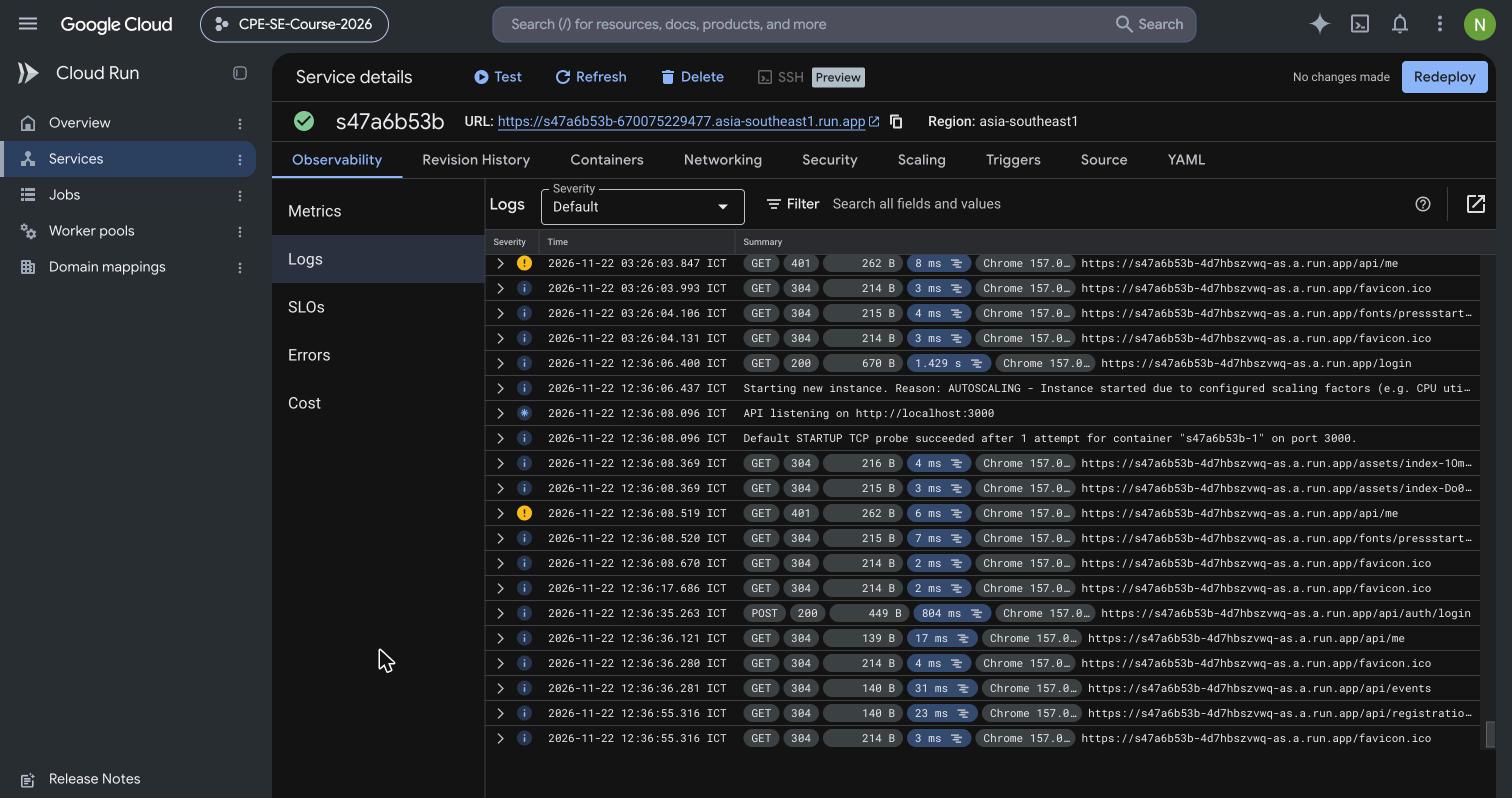 Google Cloud
CPE-SE-Course-2026
Search (/) for resources, docs, products, and more
Search
N
Cloud Run
Overview
Services
Jobs
Worker pools
Domain mappings
Release Notes
Service details
Test
Refresh
Delete
SSH
Preview
No changes made
Redeploy
s47a6b53b
URL: https://s47a6b53b-670075229477.asia-southeast1.run.app
Region: asia-southeast1
Observability
Revision History
Containers
Networking
Security
Scaling
Triggers
Source
YAML
Metrics
Logs
SLOs
Errors
Cost
Logs
Severity
Default
Filter
Search all fields and values
Severity Time Summary
2026-11-22 03:26:03.847 ICT GET 401 262 B 8 ms Chrome 157.0… https://s47a6b53b-4d7hbszvwq-as.a.run.app/api/me
2026-11-22 03:26:03.993 ICT GET 304 214 B 3 ms Chrome 157.0… https://s47a6b53b-4d7hbszvwq-as.a.run.app/favicon.ico
2026-11-22 03:26:04.106 ICT GET 304 215 B 4 ms Chrome 157.0… https://s47a6b53b-4d7hbszvwq-as.a.run.app/fonts/pressstart…
2026-11-22 03:26:04.131 ICT GET 304 214 B 3 ms Chrome 157.0… https://s47a6b53b-4d7hbszvwq-as.a.run.app/favicon.ico
2026-11-22 12:36:06.400 ICT GET 200 670 B 1.429 s Chrome 157.0… https://s47a6b53b-4d7hbszvwq-as.a.run.app/login
2026-11-22 12:36:06.437 ICT Starting new instance. Reason: AUTOSCALING - Instance started due to configured scaling factors (e.g. CPU uti…
2026-11-22 12:36:08.096 ICT API listening on http://localhost:3000
2026-11-22 12:36:08.096 ICT Default STARTUP TCP probe succeeded after 1 attempt for container "s47a6b53b-1" on port 3000.
2026-11-22 12:36:08.369 ICT GET 304 216 B 4 ms Chrome 157.0… https://s47a6b53b-4d7hbszvwq-as.a.run.app/assets/index-1Om…
2026-11-22 12:36:08.369 ICT GET 304 215 B 3 ms Chrome 157.0… https://s47a6b53b-4d7hbszvwq-as.a.run.app/assets/index-Do0…
2026-11-22 12:36:08.519 ICT GET 401 262 B 6 ms Chrome 157.0… https://s47a6b53b-4d7hbszvwq-as.a.run.app/api/me
2026-11-22 12:36:08.520 ICT GET 304 215 B 7 ms Chrome 157.0… https://s47a6b53b-4d7hbszvwq-as.a.run.app/fonts/pressstart…
2026-11-22 12:36:08.670 ICT GET 304 214 B 2 ms Chrome 157.0… https://s47a6b53b-4d7hbszvwq-as.a.run.app/favicon.ico
2026-11-22 12:36:17.686 ICT GET 304 214 B 2 ms Chrome 157.0… https://s47a6b53b-4d7hbszvwq-as.a.run.app/favicon.ico
2026-11-22 12:36:35.263 ICT POST 200 449 B 804 ms Chrome 157.0… https://s47a6b53b-4d7hbszvwq-as.a.run.app/api/auth/login
2026-11-22 12:36:36.121 ICT GET 304 139 B 17 ms Chrome 157.0… https://s47a6b53b-4d7hbszvwq-as.a.run.app/api/me
2026-11-22 12:36:36.280 ICT GET 304 214 B 4 ms Chrome 157.0… https://s47a6b53b-4d7hbszvwq-as.a.run.app/favicon.ico
2026-11-22 12:36:36.281 ICT GET 304 140 B 31 ms Chrome 157.0… https://s47a6b53b-4d7hbszvwq-as.a.run.app/api/events
2026-11-22 12:36:55.316 ICT GET 304 140 B 23 ms Chrome 157.0… https://s47a6b53b-4d7hbszvwq-as.a.run.app/api/registratio…
2026-11-22 12:36:55.316 ICT GET 304 214 B 3 ms Chrome 157.0… https://s47a6b53b-4d7hbszvwq-as.a.run.app/favicon.ico